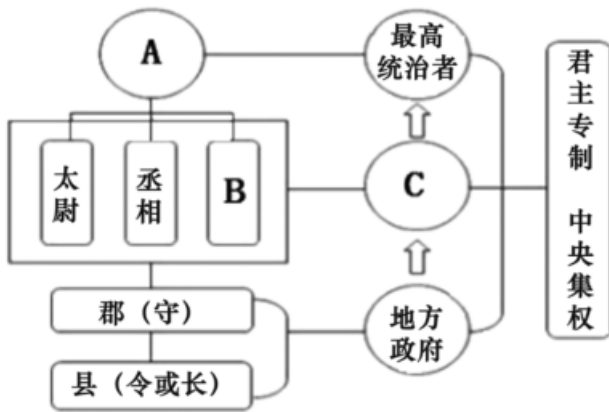 A
最高
统治者
太尉
丞相
B
C
郡（守）
县（令或长）
地方
政府
君主专制 中央集权